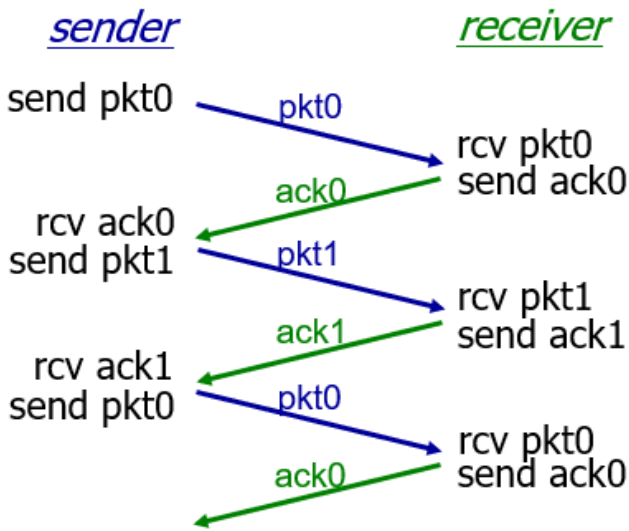 sender
receiver
send pkt0
pkt0
rcv pkt0
send ack0
ack0
rcv ack0
send pkt1
pkt1
rcv pkt1
send ack1
ack1
rcv ack1
send pkt0
pkt0
rcv pkt0
send ack0
ack0